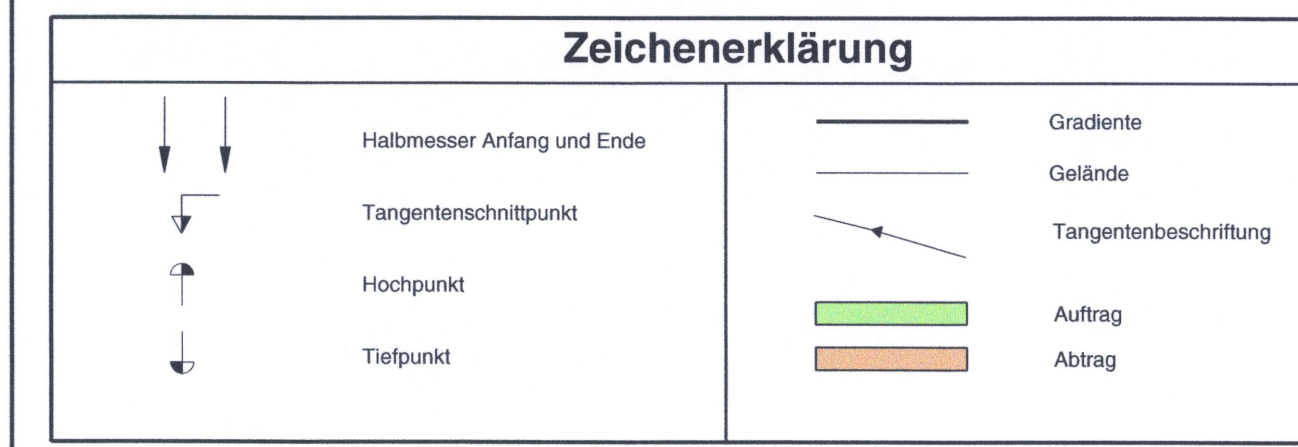 Zeichenerklärung
Halbmesser Anfang und Ende
Tangentenschnittpunkt
Hochpunkt
Tiefpunkt
Gradiente
Gelände
Tangentenbeschriftung
Auftrag
Abtrag